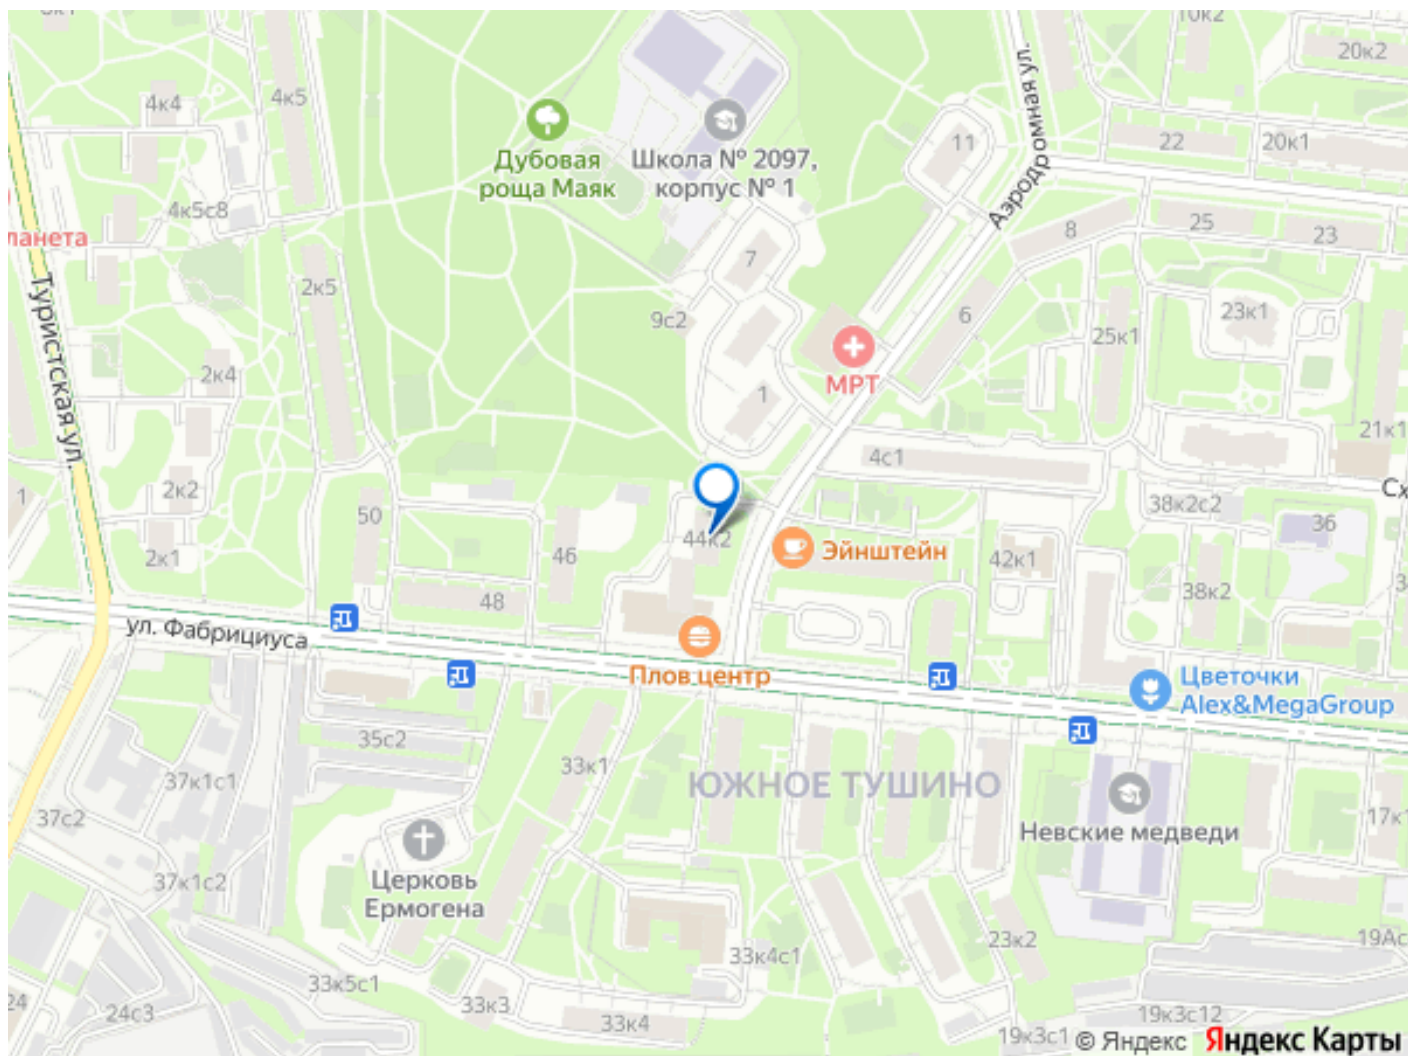 10к2
20к2
4к4
4к5
Дубовая
роща Маяк
Школа № 2097,
корпус № 1
11
Аэродромная ул.
22
20к1
4к5с8
ланета
7
8
25
23
2к5
Туристская ул.
9с2
6
23к1
25к1
2к4
МРТ
1
21к1
4с1
1
2к2
50
38к2с2
36
Сх
2к1
46
44к2
Эйнштейн
42к1
48
38к2
ул. Фабрициуса
Плов центр
Цветочки
Alex&MegaGroup
35с2
33к1
37к1с1
ЮЖНОЕ ТУШИНО
37с2
Невские медведи
17к1
37к1с2
Церковь
Ермогена
23к2
19Ас
33к4с1
33к5с1
33к3
33к4
24
24с3
19к3с12
19к3с1
© Яндекс
Яндекс Карты